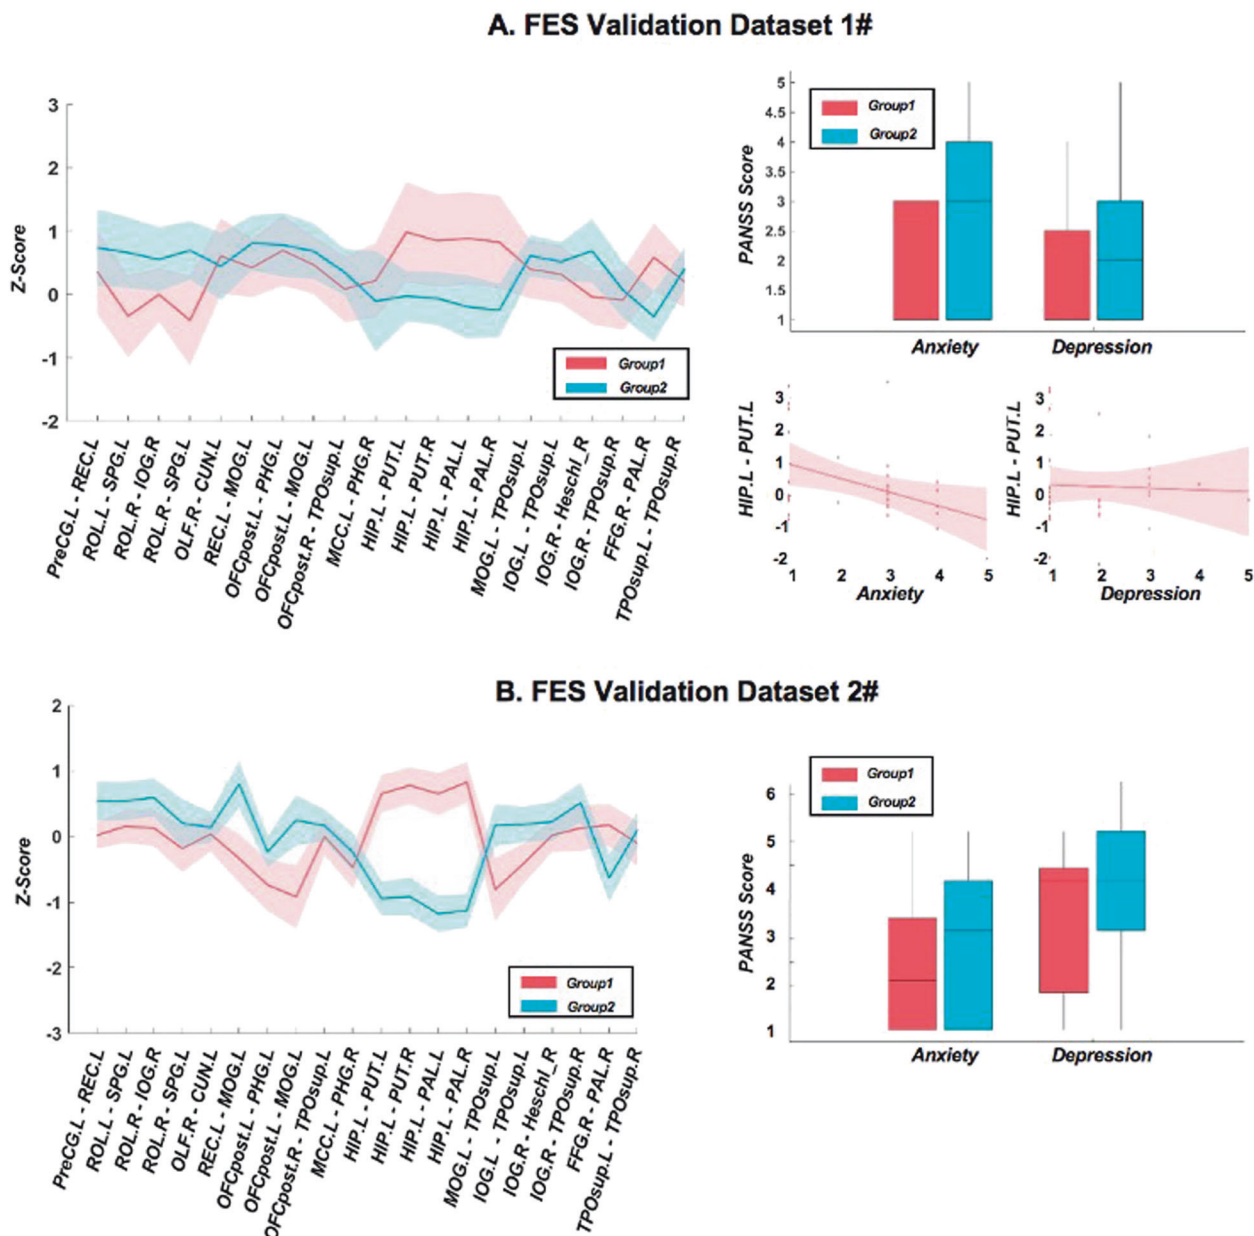 A. FES Validation Dataset 1#
3
2
1
0
-1
-2
Z-Score
Group1
Group2
PreCG.L - REC.L
ROL.L - SPG.L
ROL.R - IOG.R
ROL.R - SPG.L
OLF.R - CUN.L
REC.L - MOG.L
OFCpost.L - PHG.L
OFCpost.L - MOG.L
OFCpost.R - TPOsup.L
MCC.L - PHG.R
HIP.L - PUT.L
HIP.L - PUT.R
HIP.L - PAL.L
HIP.L - PAL.R
MOG.L - TPOsup.L
IOG.L - TPOsup.L
IOG.R - Heschl_R
IOG.R - TPOsup.R
FFG.R - PAL.R
TPOsup.L - TPOsup.R
5
4.5
4
3.5
3
2.5
2
1.5
1
PANSS Score
Group1
Group2
Anxiety
Depression
3
2
1
0
-1
-2
HIP.L - PUT.L
1 2 3 4 5
Anxiety
3
2
1
0
-1
-2
HIP.L - PUT.L
1 2 3 4 5
Depression
B. FES Validation Dataset 2#
2
1
0
-1
-2
-3
Z-Score
Group1
Group2
PreCG.L - REC.L
ROL.L - SPG.L
ROL.R - IOG.R
ROL.R - SPG.L
OLF.R - CUN.L
REC.L - MOG.L
OFCpost.L - PHG.L
OFCpost.L - MOG.L
OFCpost.R - TPOsup.L
MCC.L - PHG.R
HIP.L - PUT.L
HIP.L - PUT.R
HIP.L - PAL.L
HIP.L - PAL.R
MOG.L - TPOsup.L
IOG.L - TPOsup.L
IOG.R - Heschl_R
IOG.R - TPOsup.R
FFG.R - PAL.R
TPOsup.L - TPOsup.R
6
5
4
3
2
1
PANSS Score
Group1
Group2
Anxiety
Depression